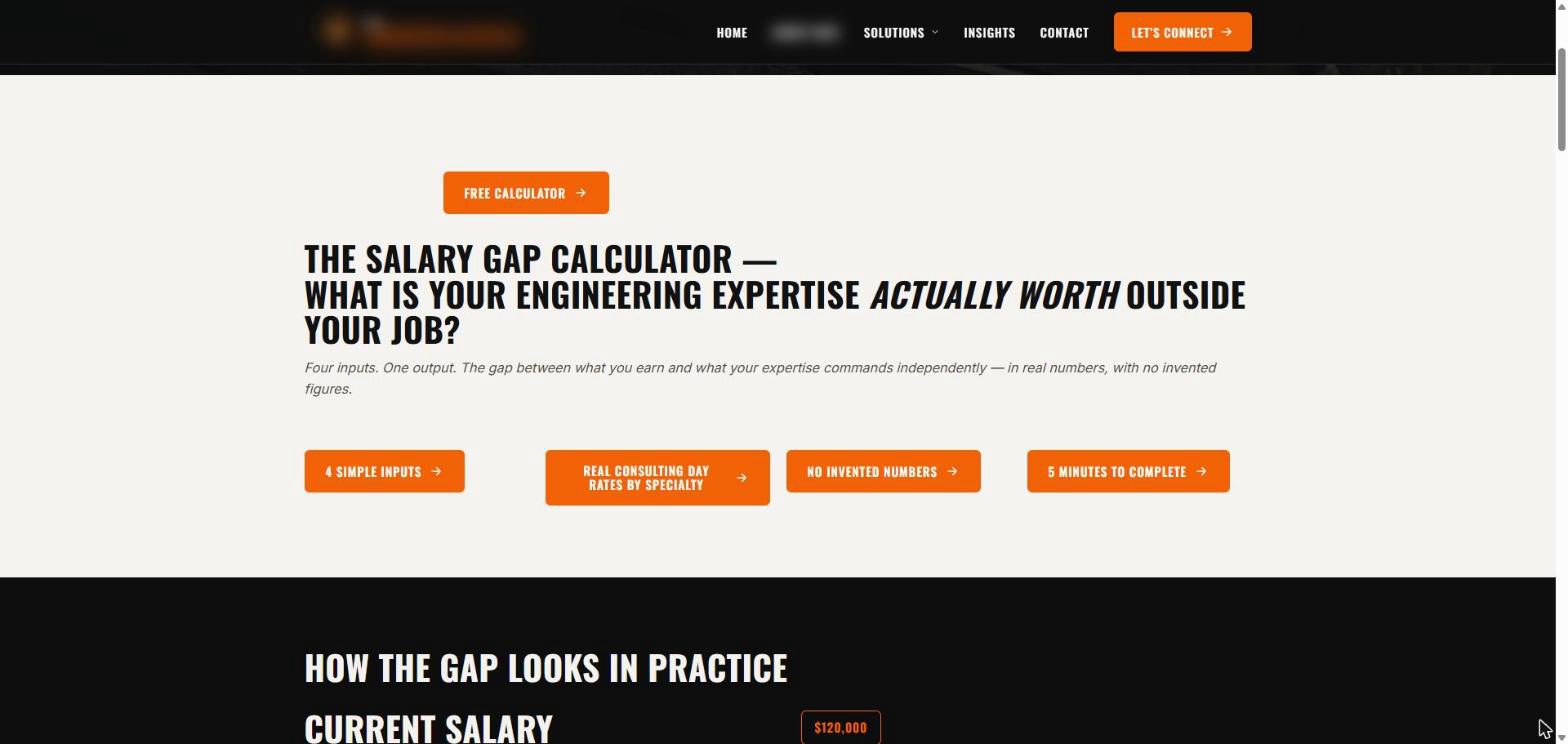 HOME
SOLUTIONS
INSIGHTS
CONTACT
LET'S CONNECT →
FREE CALCULATOR →
THE SALARY GAP CALCULATOR —
WHAT IS YOUR ENGINEERING EXPERTISE ACTUALLY WORTH OUTSIDE
YOUR JOB?
Four inputs. One output. The gap between what you earn and what your expertise commands independently — in real numbers, with no invented
figures.
4 SIMPLE INPUTS →
REAL CONSULTING DAY
RATES BY SPECIALTY →
NO INVENTED NUMBERS →
5 MINUTES TO COMPLETE →
HOW THE GAP LOOKS IN PRACTICE
CURRENT SALARY
$120,000